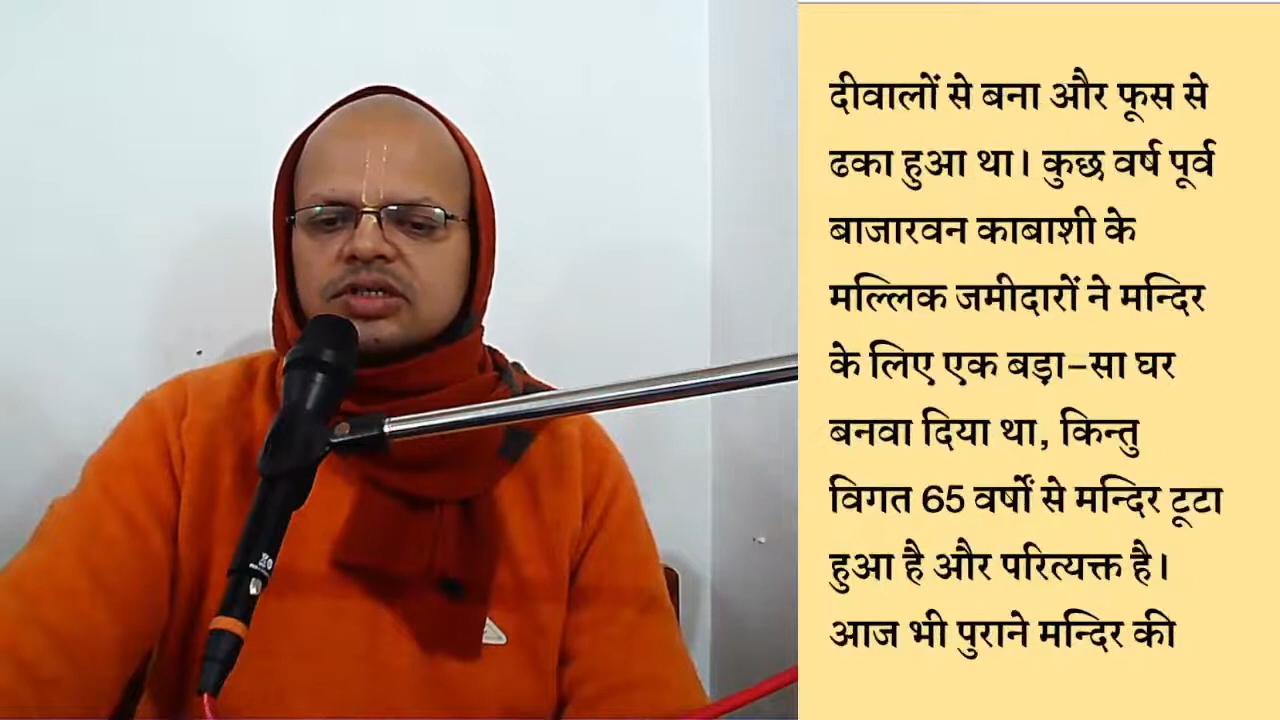 दीवालों से बना और फूस से
ढका हुआ था। कुछ वर्ष पूर्व
बाजारवन काबाशी के
मल्लिक जमीदारों ने मन्दिर
के लिए एक बड़ा-सा घर
बनवा दिया था, किन्तु
विगत 65 वर्षों से मन्दिर टूटा
हुआ है और परित्यक्त है।
आज भी पुराने मन्दिर की